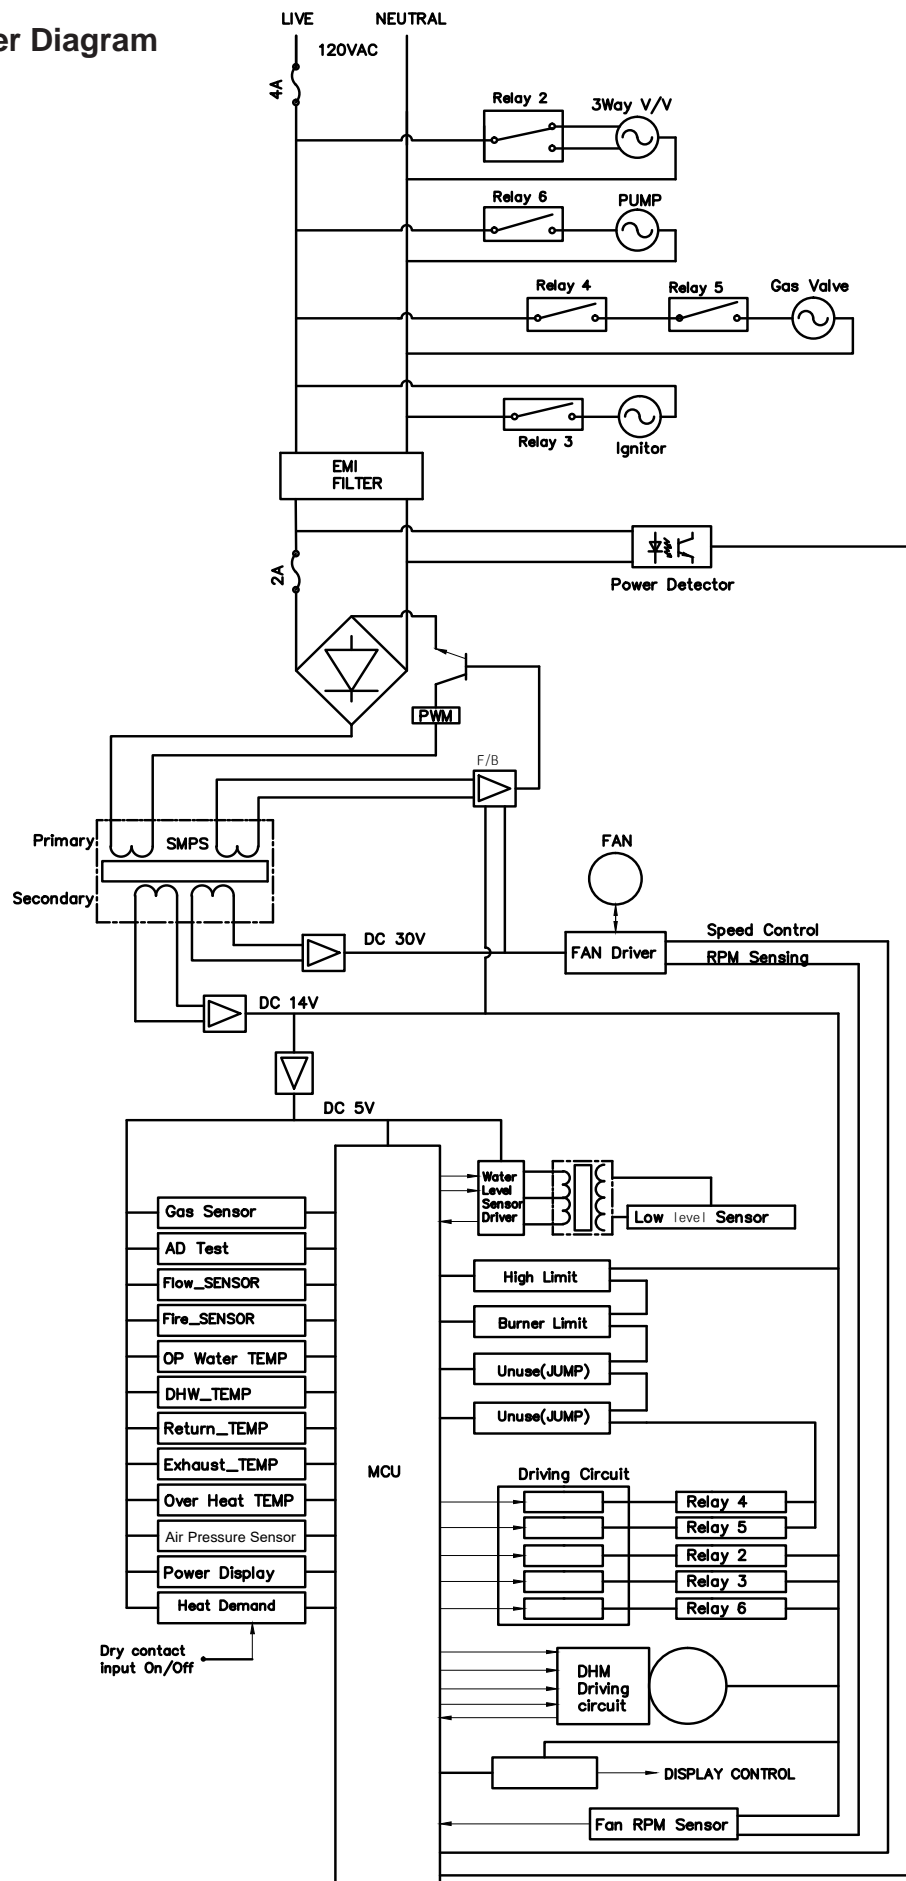 er Diagram
LIVE
NEUTRAL
120VAC
4A
Relay 2
3Way V/V
Relay 6
PUMP
Relay 4
Relay 5
Gas Valve
Relay 3
Ignitor
EMI
FILTER
2A
Power Detector
PWM
F/B
Primary
SMPS
Secondary
FAN
DC 30V
FAN Driver
Speed Control
RPM Sensing
DC 14V
DC 5V
Water
Level
Sensor
Driver
Low level Sensor
Gas Sensor
AD Test
Flow_SENSOR
Fire_SENSOR
OP Water TEMP
DHW_TEMP
Return_TEMP
Exhaust_TEMP
Over Heat TEMP
Air Pressure Sensor
Power Display
Heat Demand
Dry contact
input On/Off
MCU
High Limit
Burner Limit
Unuse(JUMP)
Unuse(JUMP)
Driving Circuit
Relay 4
Relay 5
Relay 2
Relay 3
Relay 6
DHM
Driving
circuit
DISPLAY CONTROL
Fan RPM Sensor